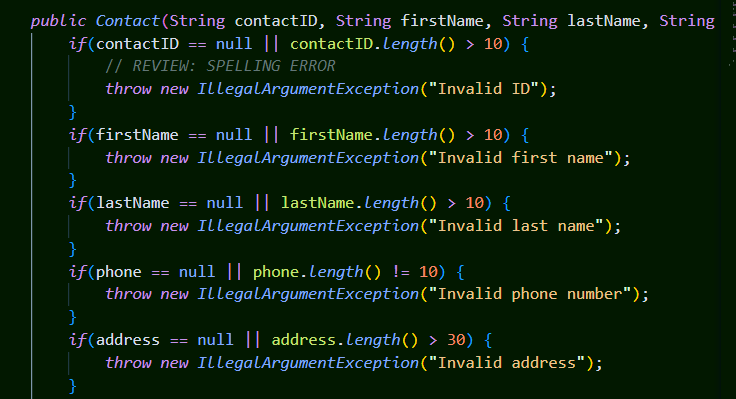 public Contact(String contactID, String firstName, String lastName, String
if(contactID == null || contactID.length() > 10) {
// REVIEW: SPELLING ERROR
throw new IllegalArgumentException("Invalid ID");
}
if(firstName == null || firstName.length() > 10) {
throw new IllegalArgumentException("Invalid first name");
}
if(lastName == null || lastName.length() > 10) {
throw new IllegalArgumentException("Invalid last name");
}
if(phone == null || phone.length() != 10) {
throw new IllegalArgumentException("Invalid phone number");
}
if(address == null || address.length() > 30) {
throw new IllegalArgumentException("Invalid address");
}